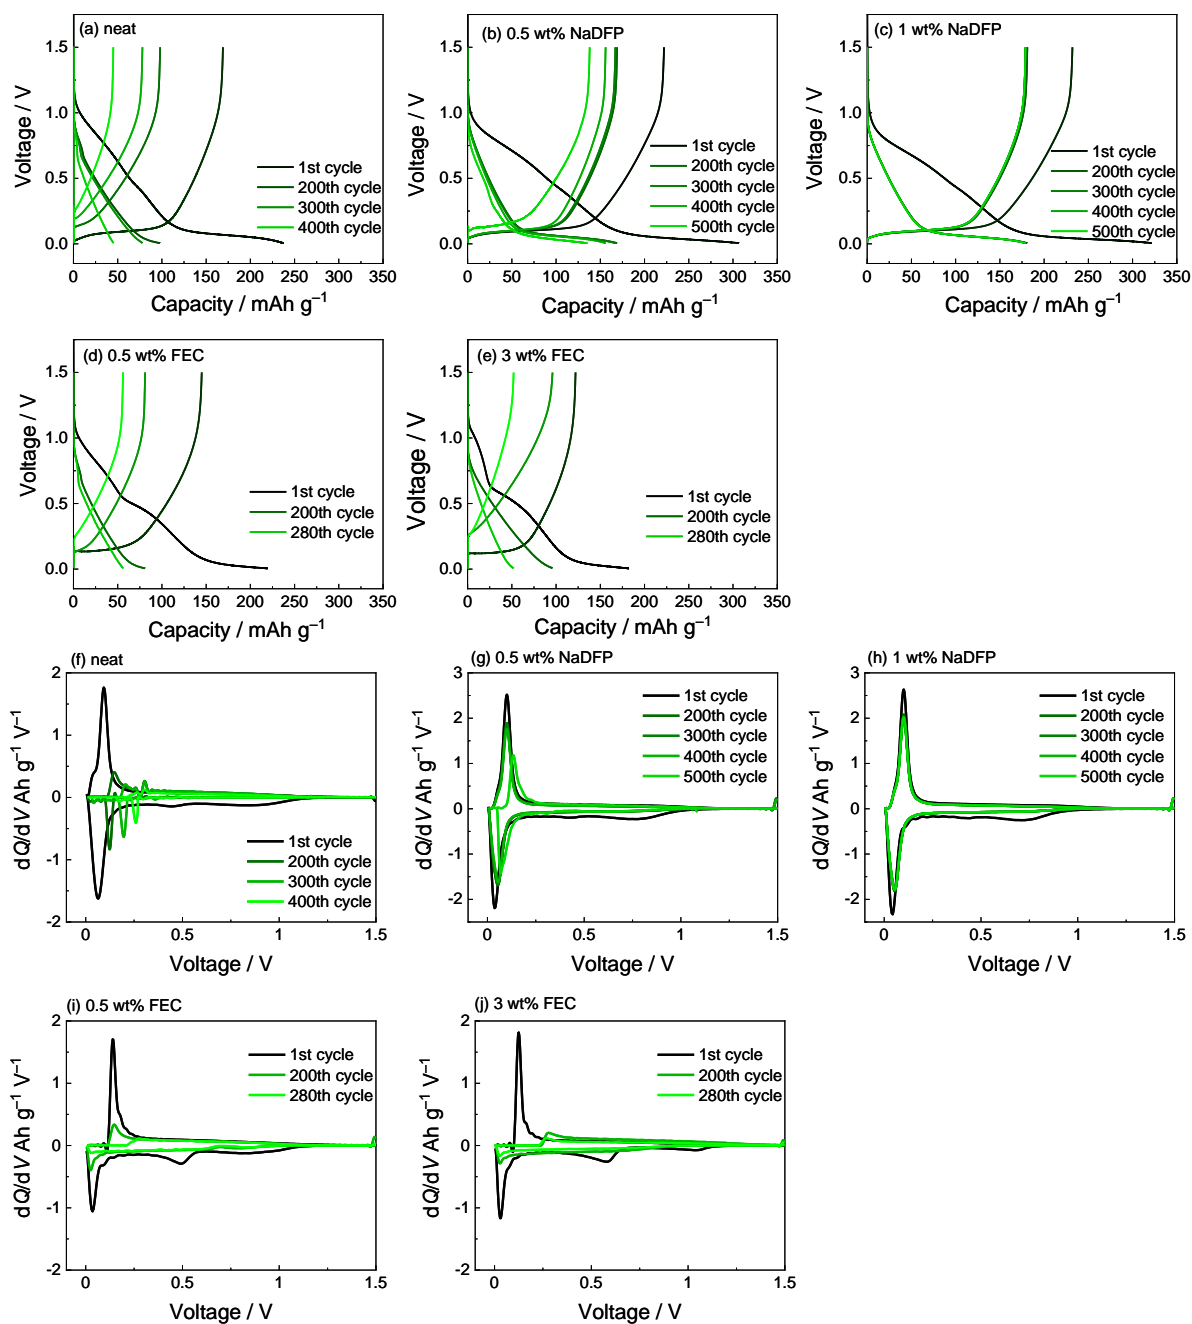 (a) neat
1.5
1.0
0.5
0.0
Voltage / V
1st cycle
200th cycle
300th cycle
400th cycle
0 50 100 150 200 250 300 350
Capacity / mAh g⁻¹
(b) 0.5 wt% NaDFP
1.5
1.0
0.5
0.0
Voltage / V
1st cycle
200th cycle
300th cycle
400th cycle
500th cycle
0 50 100 150 200 250 300 350
Capacity / mAh g⁻¹
(c) 1 wt% NaDFP
1.5
1.0
0.5
0.0
Voltage / V
1st cycle
200th cycle
300th cycle
400th cycle
500th cycle
0 50 100 150 200 250 300 350
Capacity / mAh g⁻¹
(d) 0.5 wt% FEC
1.5
1.0
0.5
0.0
Voltage / V
1st cycle
200th cycle
280th cycle
0 50 100 150 200 250 300 350
Capacity / mAh g⁻¹
(e) 3 wt% FEC
1.5
1.0
0.5
0.0
Voltage / V
1st cycle
200th cycle
280th cycle
0 50 100 150 200 250 300 350
Capacity / mAh g⁻¹
(f) neat
2
1
0
-1
-2
dQ/dV Ah g⁻¹ V⁻¹
1st cycle
200th cycle
300th cycle
400th cycle
0 0.5 1 1.5
Voltage / V
(g) 0.5 wt% NaDFP
3
2
1
0
-1
-2
dQ/dV Ah g⁻¹ V⁻¹
1st cycle
200th cycle
300th cycle
400th cycle
500th cycle
0 0.5 1 1.5
Voltage / V
(h) 1 wt% NaDFP
3
2
1
0
-1
-2
dQ/dV Ah g⁻¹ V⁻¹
1st cycle
200th cycle
300th cycle
400th cycle
500th cycle
0 0.5 1 1.5
Voltage / V
(i) 0.5 wt% FEC
2
1
0
-1
-2
dQ/dV Ah g⁻¹ V⁻¹
1st cycle
200th cycle
280th cycle
0 0.5 1 1.5
Voltage / V
(j) 3 wt% FEC
2
1
0
-1
-2
dQ/dV Ah g⁻¹ V⁻¹
1st cycle
200th cycle
280th cycle
0 0.5 1 1.5
Voltage / V